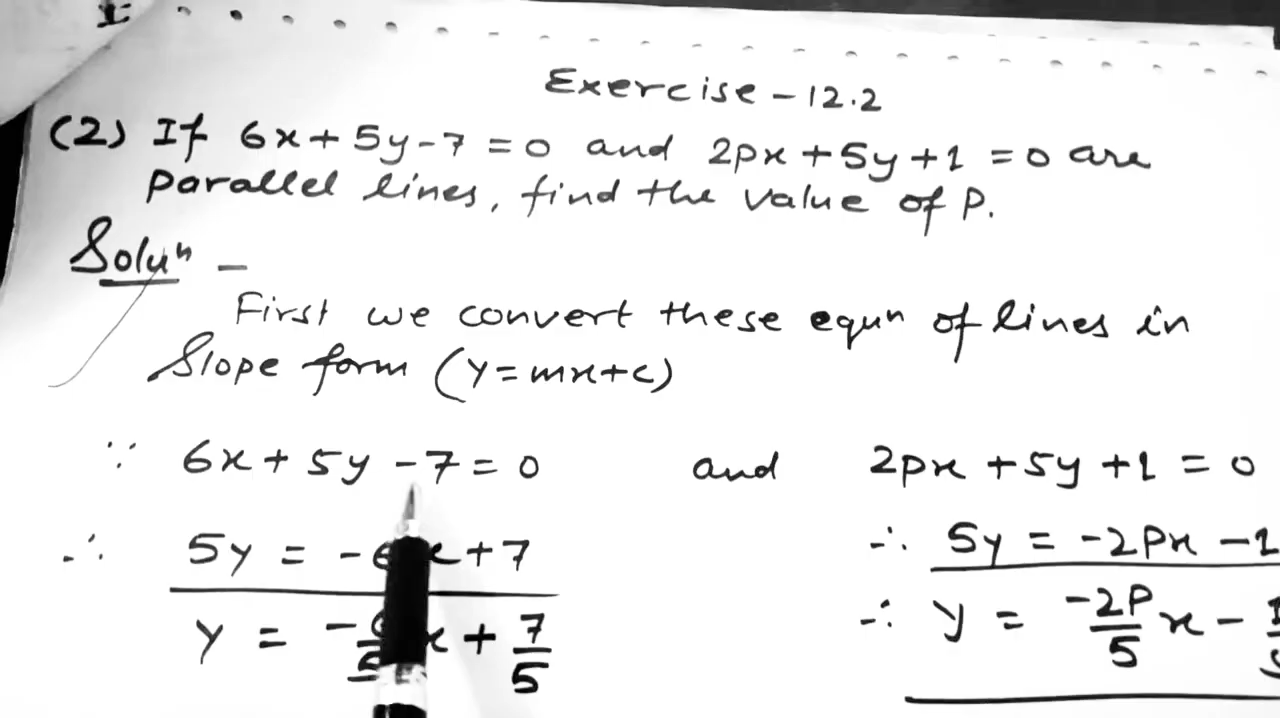 Exercise - 12.2
(2) If 6x + 5y - 7 = 0 and 2px + 5y + 1 = 0 are
parallel lines, find the value of P.
Soluⁿ -
First we convert these equⁿ of lines in
Slope form (y = mx + c)
∵ 6x + 5y - 7 = 0 and 2px + 5y + 1 = 0
∴ 5y = - x + 7 ∴ 5y = -2px - 1
y = - x + 7/5 ∴ y = -2P/5 x -